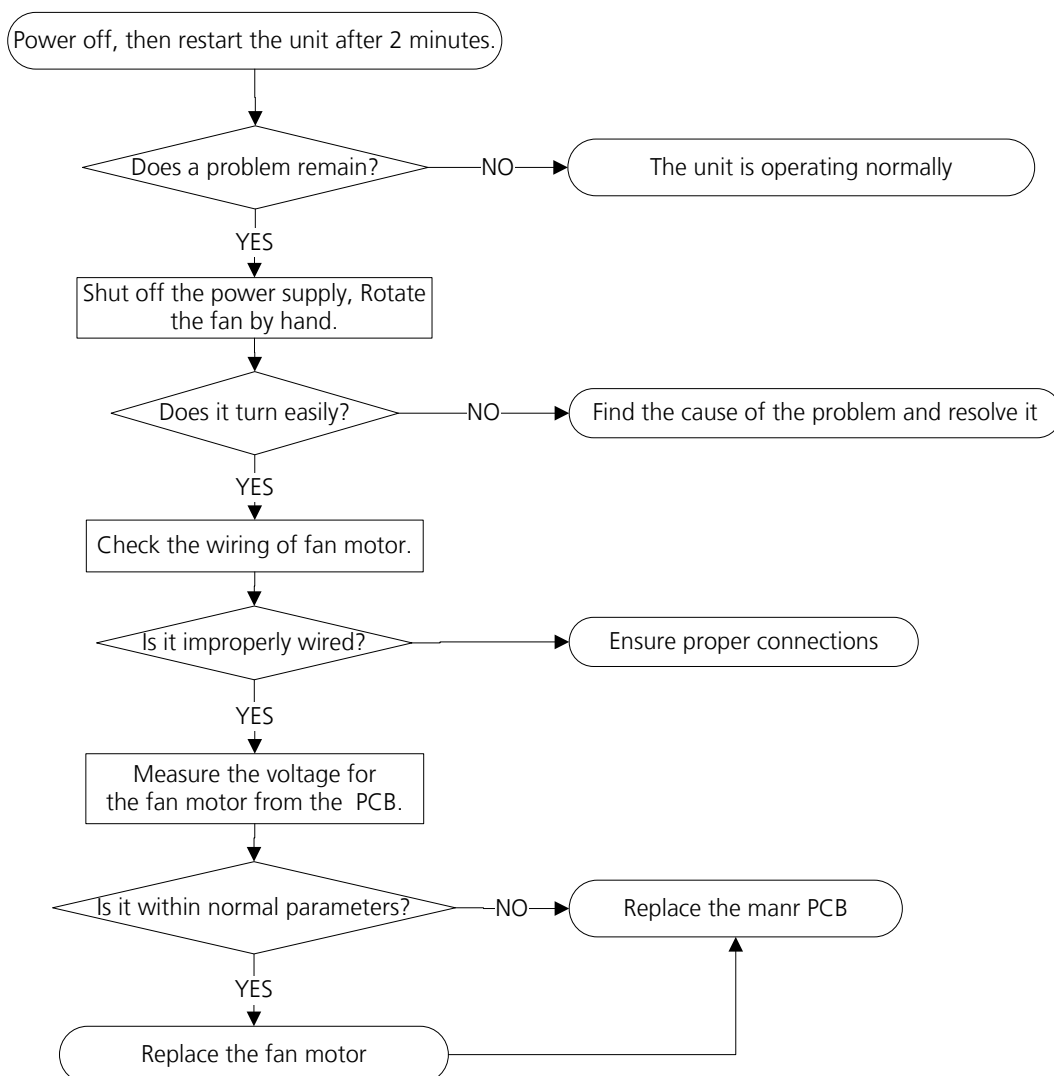 Power off, then restart the unit after 2 minutes.
Does a problem remain?
NO
The unit is operating normally
YES
Shut off the power supply, Rotate
the fan by hand.
Does it turn easily?
NO
Find the cause of the problem and resolve it
YES
Check the wiring of fan motor.
Is it improperly wired?
Ensure proper connections
YES
Measure the voltage for
the fan motor from the PCB.
Is it within normal parameters?
NO
Replace the manr PCB
YES
Replace the fan motor